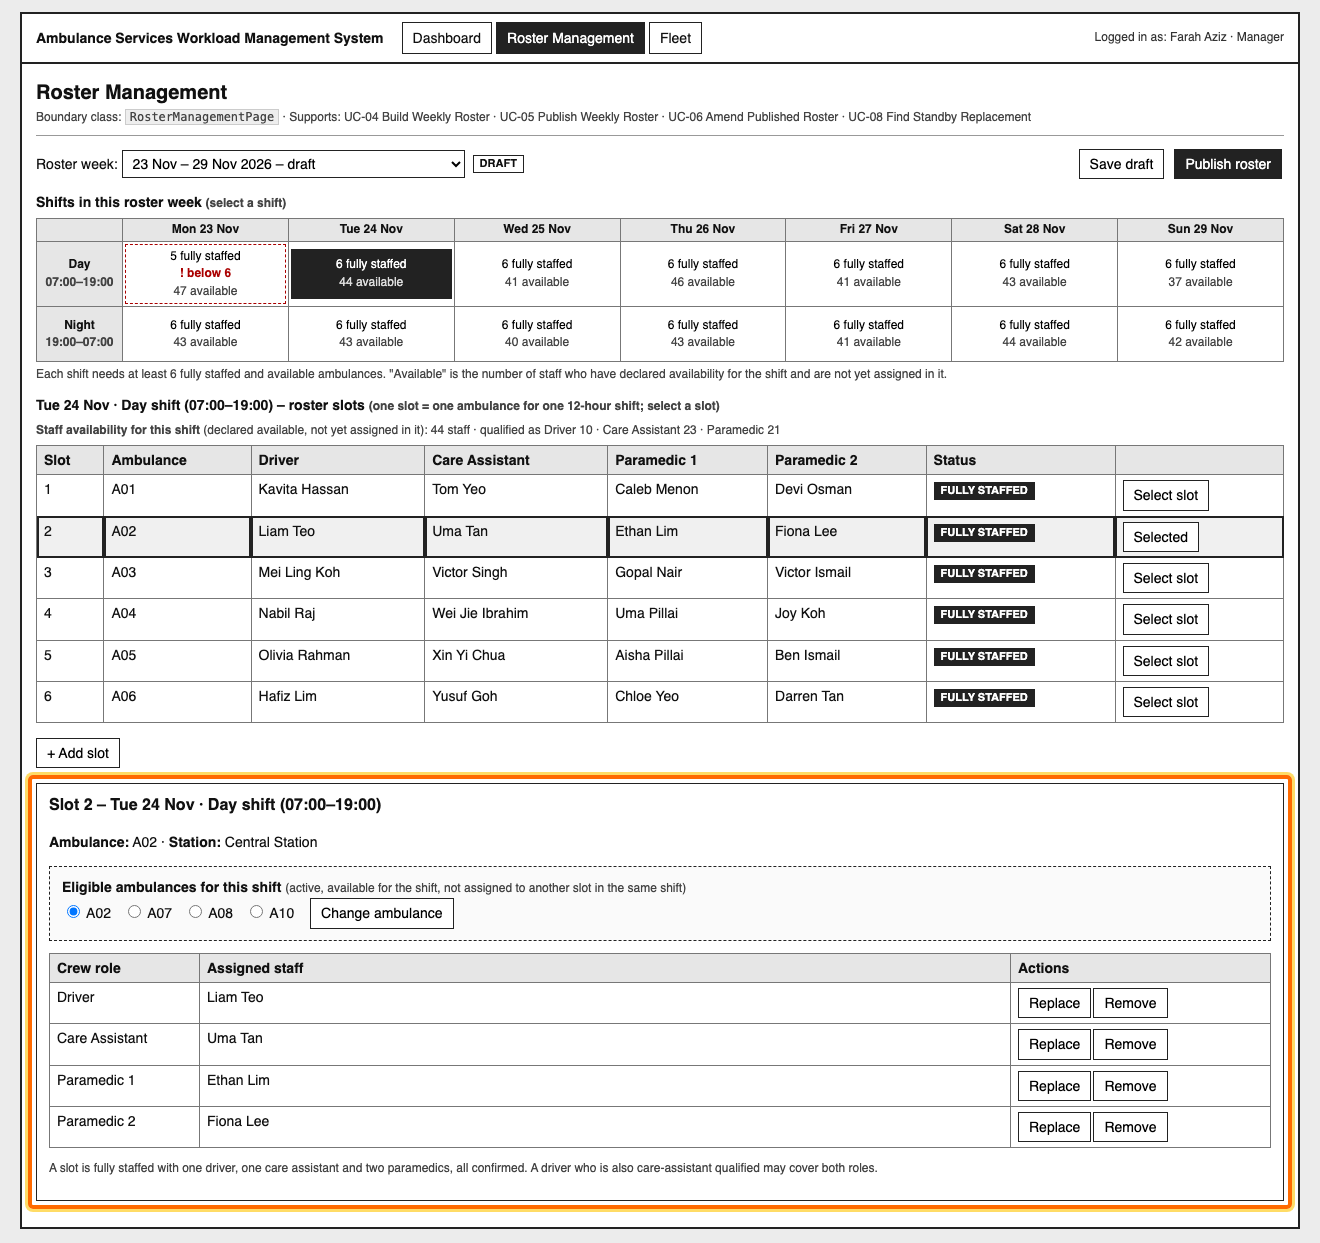 Ambulance Services Workload Management System Dashboard Roster Management Fleet Logged in as: Farah Aziz · Manager
Roster Management
Boundary class: RosterManagementPage · Supports: UC-04 Build Weekly Roster · UC-05 Publish Weekly Roster · UC-06 Amend Published Roster · UC-08 Find Standby Replacement
Roster week: 23 Nov – 29 Nov 2026 – draft DRAFT Save draft Publish roster
Shifts in this roster week (select a shift)
Mon 23 Nov Tue 24 Nov Wed 25 Nov Thu 26 Nov Fri 27 Nov Sat 28 Nov Sun 29 Nov
Day 07:00–19:00 5 fully staffed ! below 6 47 available 6 fully staffed 44 available 6 fully staffed 41 available 6 fully staffed 46 available 6 fully staffed 41 available 6 fully staffed 43 available 6 fully staffed 37 available
Night 19:00–07:00 6 fully staffed 43 available 6 fully staffed 43 available 6 fully staffed 40 available 6 fully staffed 43 available 6 fully staffed 41 available 6 fully staffed 44 available 6 fully staffed 42 available
Each shift needs at least 6 fully staffed and available ambulances. "Available" is the number of staff who have declared availability for the shift and are not yet assigned in it.
Tue 24 Nov · Day shift (07:00–19:00) – roster slots (one slot = one ambulance for one 12-hour shift; select a slot)
Staff availability for this shift (declared available, not yet assigned in it): 44 staff · qualified as Driver 10 · Care Assistant 23 · Paramedic 21
Slot Ambulance Driver Care Assistant Paramedic 1 Paramedic 2 Status
1 A01 Kavita Hassan Tom Yeo Caleb Menon Devi Osman FULLY STAFFED Select slot
2 A02 Liam Teo Uma Tan Ethan Lim Fiona Lee FULLY STAFFED Selected
3 A03 Mei Ling Koh Victor Singh Gopal Nair Victor Ismail FULLY STAFFED Select slot
4 A04 Nabil Raj Wei Jie Ibrahim Uma Pillai Joy Koh FULLY STAFFED Select slot
5 A05 Olivia Rahman Xin Yi Chua Aisha Pillai Ben Ismail FULLY STAFFED Select slot
6 A06 Hafiz Lim Yusuf Goh Chloe Yeo Darren Tan FULLY STAFFED Select slot
+ Add slot
Slot 2 – Tue 24 Nov · Day shift (07:00–19:00)
Ambulance: A02 · Station: Central Station
Eligible ambulances for this shift (active, available for the shift, not assigned to another slot in the same shift)
A02 A07 A08 A10 Change ambulance
Crew role Assigned staff Actions
Driver Liam Teo Replace Remove
Care Assistant Uma Tan Replace Remove
Paramedic 1 Ethan Lim Replace Remove
Paramedic 2 Fiona Lee Replace Remove
A slot is fully staffed with one driver, one care assistant and two paramedics, all confirmed. A driver who is also care-assistant qualified may cover both roles.